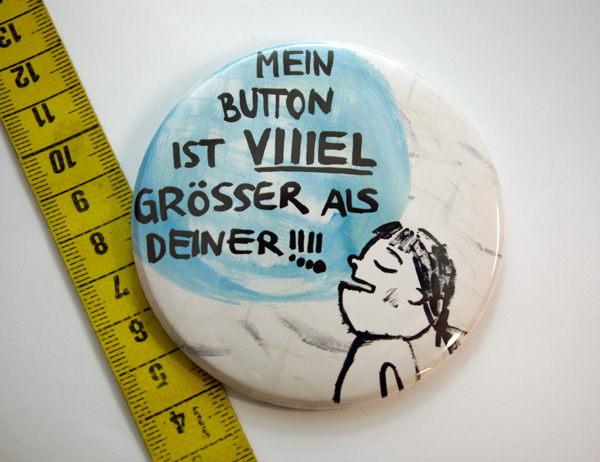 MEIN
BUTTON
IST VIIIEL
GRÖSSER ALS
DEINER!!!!
13
12
11
10
9
8
7
6
5
4